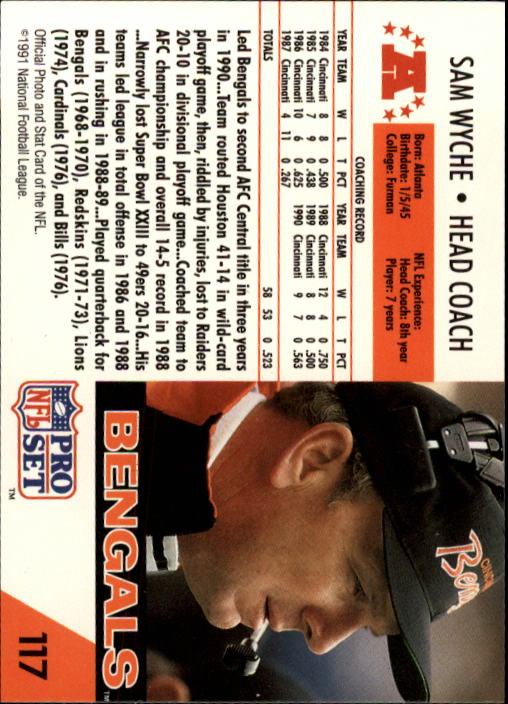 SAM WYCHE • HEAD COACH
A
Born: Atlanta
Birthdate: 1/5/45
College: Furman
NFL Experience:
Head Coach: 8th year
Player: 7 years
COACHING RECORD
YEAR TEAM W L T PCT YEAR TEAM W L T PCT
1984 Cincinnati 8 8 0 .500 1988 Cincinnati 12 4 0 .750
1985 Cincinnati 7 9 0 .438 1989 Cincinnati 8 8 0 .500
1986 Cincinnati 10 6 0 .625 1990 Cincinnati 9 7 0 .563
1987 Cincinnati 4 11 0 .267
TOTALS 58 53 0 .523
Led Bengals to second AFC Central title in three years
in 1990...Team routed Houston 41-14 in wild-card
playoff game, then, riddled by injuries, lost to Raiders
20-10 in divisional playoff game...Coached team to
AFC championship and overall 14-5 record in 1988
...Narrowly lost Super Bowl XXIII to 49ers 20-16...His
teams led league in total offense in 1986 and 1988
and in rushing in 1988-89....Played quarterback for
Bengals (1968-1970), Redskins (1971-73), Lions
(1974), Cardinals (1976), and Bills (1976).
Official Photo and Stat Card of the NFL.
©1991 National Football League.
BENGALS™
NFL PRO SET™
117